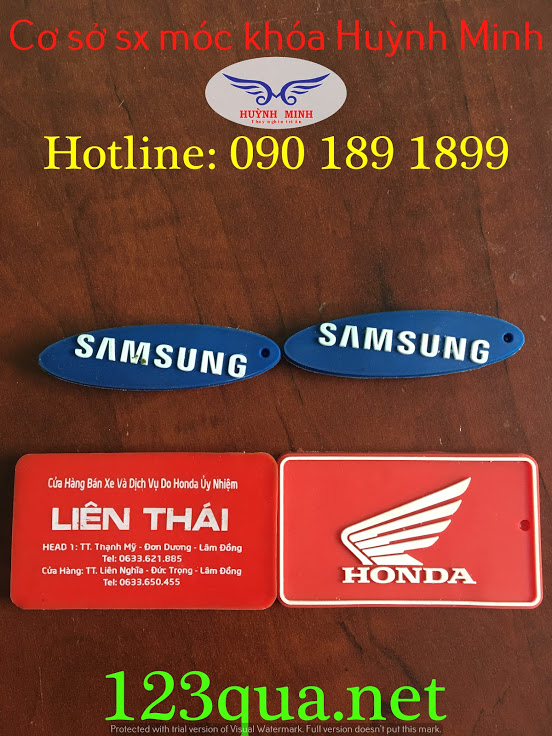 Cơ sở sx móc khóa Huỳnh Minh
HUỲNH MINH
Hotline: 090 189 1899
SAMSUNG
SAMSUNG
Cửa Hàng Bán Xe Và Dịch Vụ Do Honda Ủy Nhiệm
LIÊN THÁI
HEAD 1: TT. Thạnh Mỹ - Đơn Dương - Lâm Đồng
Tel: 0633.621.885
Cửa Hàng: TT. Liên Nghĩa - Đức Trọng - Lâm Đồng
Tel: 0633.650.455
HONDA
123qua.net
Protected with trial version of Visual Watermark. Full version doesn't put this mark.